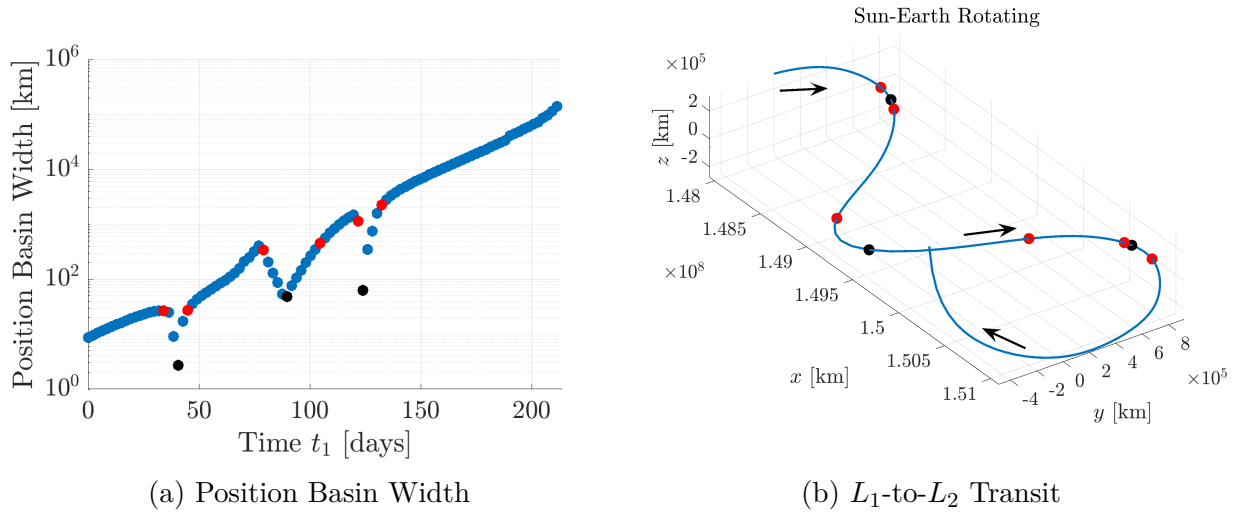 Sun-Earth Rotating
Position Basin Width [km]
10^6
10^4
10^2
10^0
0 50 100 150 200
Time t_1 [days]
×10^5
z [km]
2
0
-2
1.48
1.485
1.49
1.495
1.5
1.505
1.51
×10^8
x [km]
-4 -2 0 2 4 6 8
×10^5
y [km]
(a) Position Basin Width
(b) L_1-to-L_2 Transit